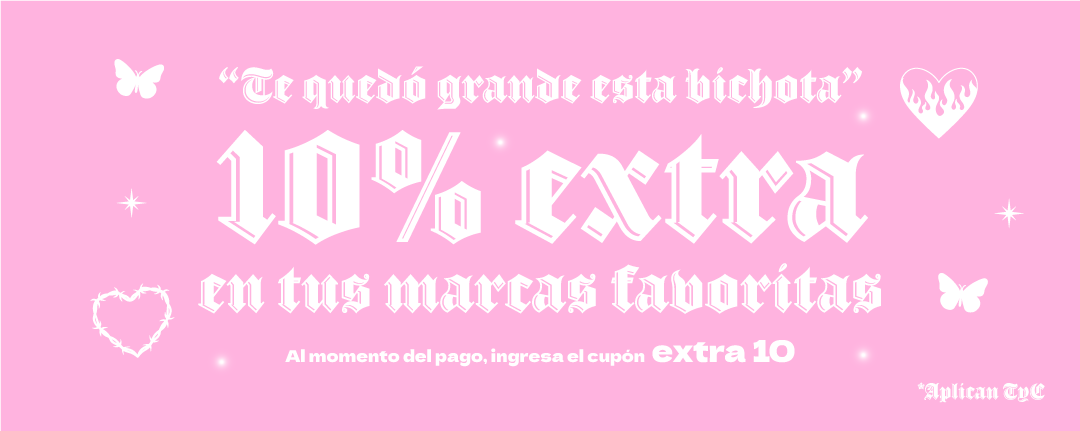 “Te quedó grande esta bichota”
10% extra
en tus marcas favoritas
Al momento del pago, ingresa el cupón extra 10
*Aplican TyC